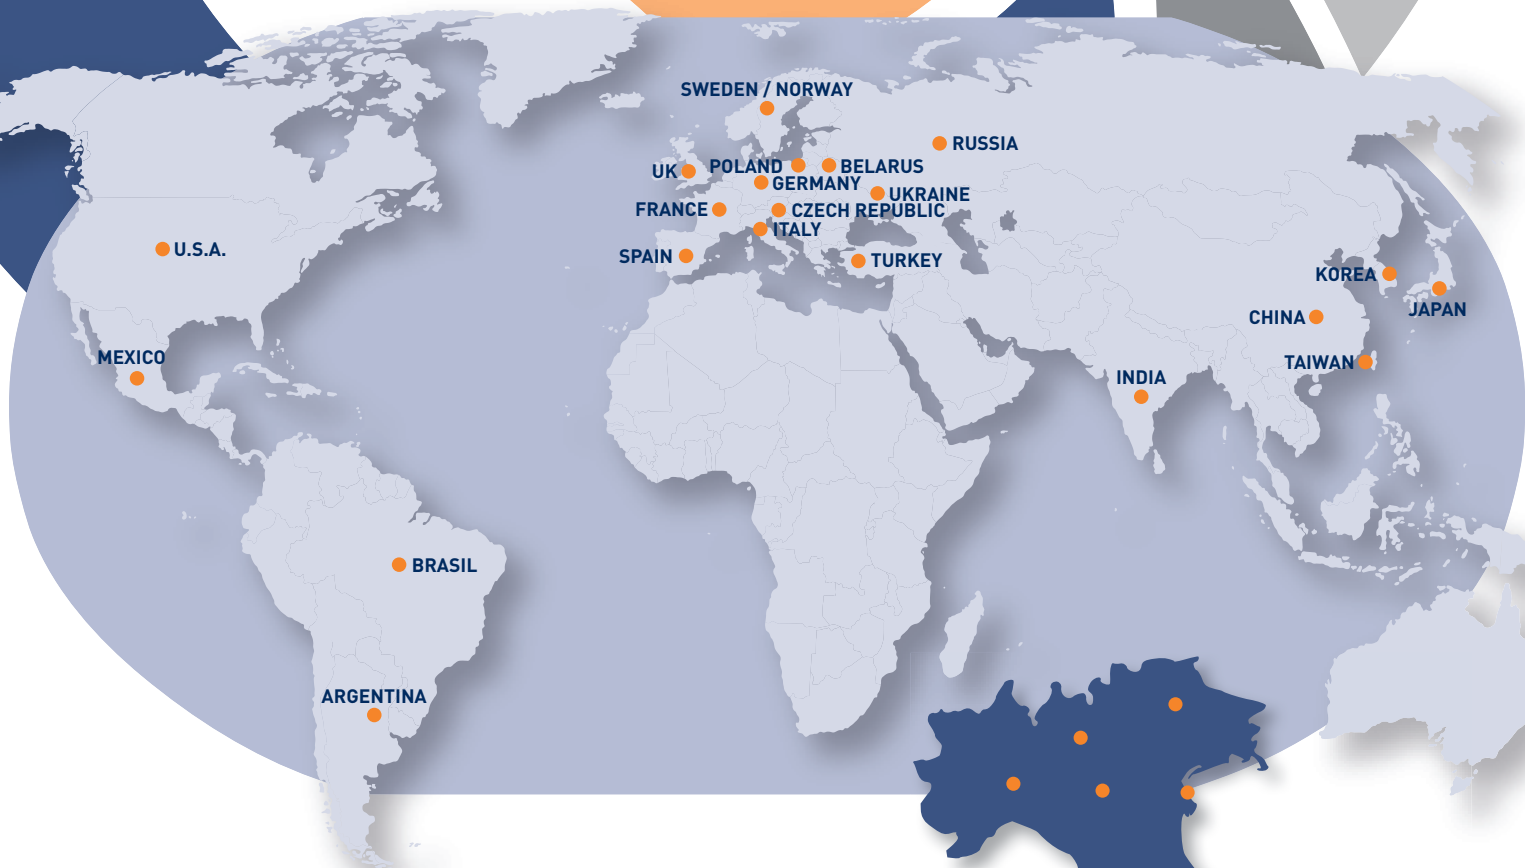 SWEDEN / NORWAY
RUSSIA
UK
POLAND
BELARUS
GERMANY
UKRAINE
FRANCE
CZECH REPUBLIC
ITALY
U.S.A.
SPAIN
TURKEY
KOREA
JAPAN
CHINA
MEXICO
TAIWAN
INDIA
BRASIL
ARGENTINA